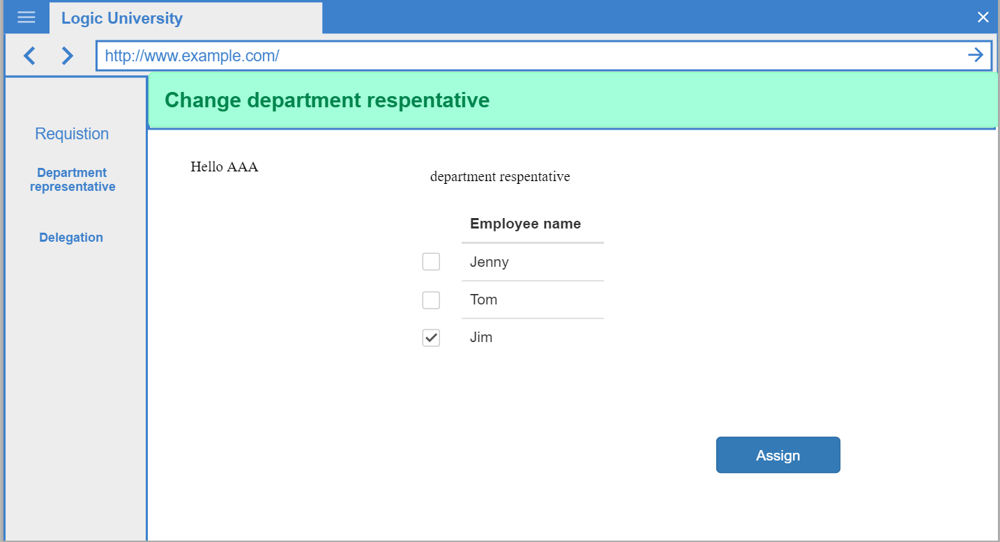 Logic University
http://www.example.com/
Change department respentative
Requistion
Department
representative
Delegation
Hello AAA
department respentative
Employee name
Jenny
Tom
Jim
Assign